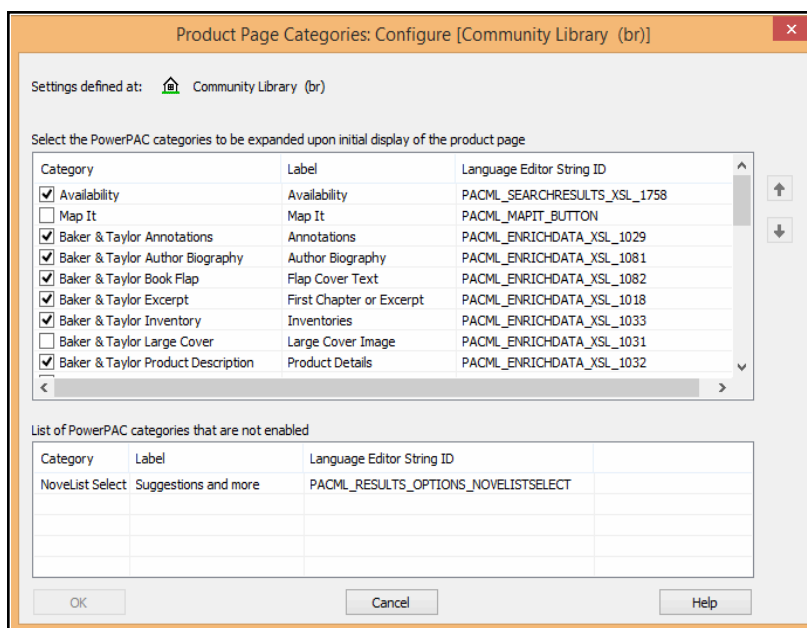 Product Page Categories: Configure [Community Library (br)]
Settings defined at: Community Library (br)
Select the PowerPAC categories to be expanded upon initial display of the product page
Category Label Language Editor String ID
Availability Availability PACML_SEARCHRESULTS_XSL_1758
Map It Map It PACML_MAPIT_BUTTON
Baker & Taylor Annotations Annotations PACML_ENRICHDATA_XSL_1029
Baker & Taylor Author Biography Author Biography PACML_ENRICHDATA_XSL_1081
Baker & Taylor Book Flap Flap Cover Text PACML_ENRICHDATA_XSL_1082
Baker & Taylor Excerpt First Chapter or Excerpt PACML_ENRICHDATA_XSL_1018
Baker & Taylor Inventory Inventories PACML_ENRICHDATA_XSL_1033
Baker & Taylor Large Cover Large Cover Image PACML_ENRICHDATA_XSL_1031
Baker & Taylor Product Description Product Details PACML_ENRICHDATA_XSL_1032
List of PowerPAC categories that are not enabled
Category Label Language Editor String ID
NoveList Select Suggestions and more PACML_RESULTS_OPTIONS_NOVELISTSELECT
OK Cancel Help